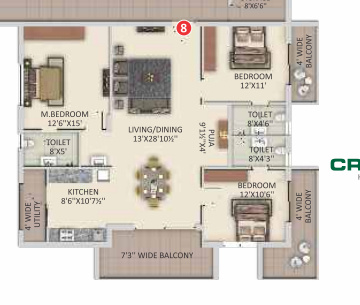 8'X6'6"
8
4' WIDE
BALCONY
BEDROOM
12'X11'
M.BEDROOM
12'6"X15'
TOILET
8'X4'6"
LIVING/DINING
13'X28'10½"
PUJA
9'1½"X4'
TOILET
8'X5'
TOILET
8'X4'3"
CR
KITCHEN
8'6"X10'7½"
BEDROOM
12'X10'6"
4' WIDE
UTILITY
4' WIDE
BALCONY
7'3" WIDE BALCONY